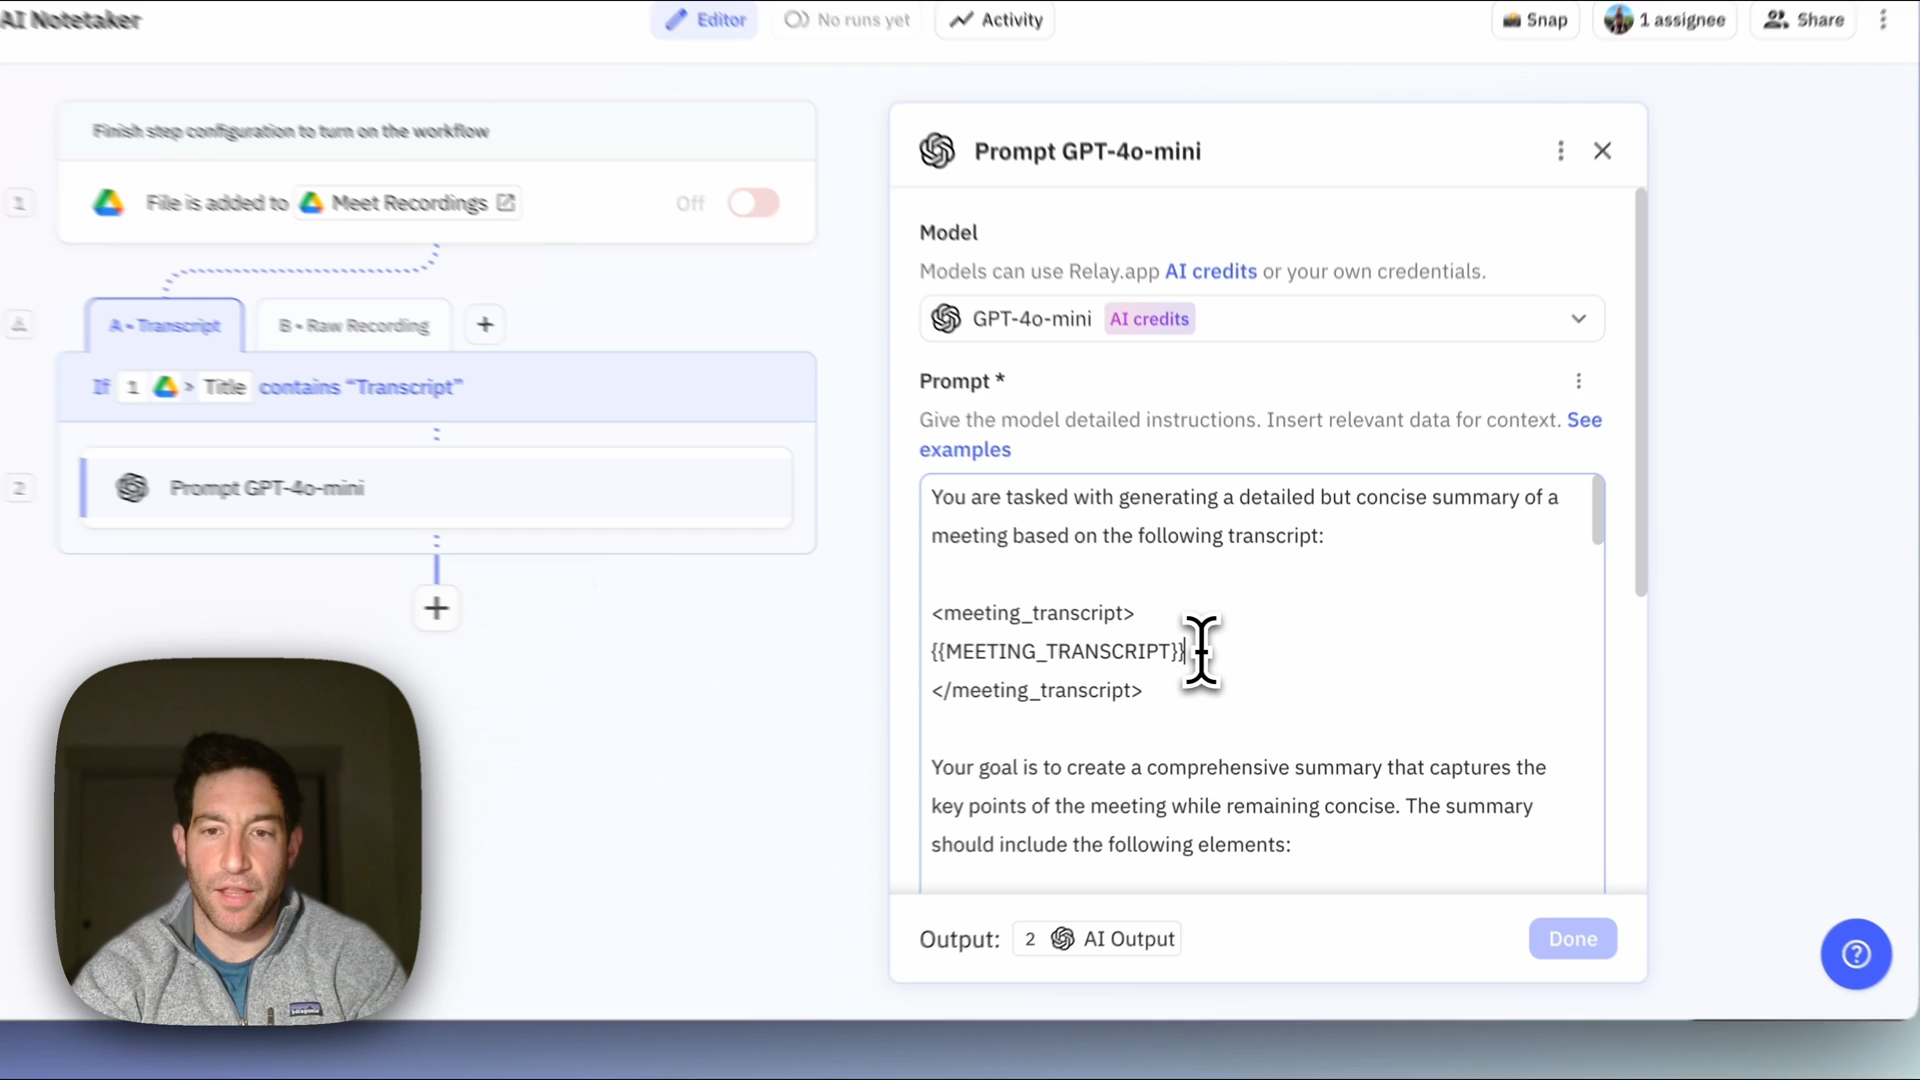 AI Notetaker
Editor
No runs yet
Activity
Snap
1 assignee
Share
Finish step configuration to turn on the workflow
1
File is added to Meet Recordings
Off
A • Transcript
B • Raw Recording
If 1 > Title contains “Transcript”
2
Prompt GPT-4o-mini
Prompt GPT-4o-mini
Model
Models can use Relay.app AI credits or your own credentials.
GPT-4o-mini AI credits
Prompt *
Give the model detailed instructions. Insert relevant data for context. See
examples
You are tasked with generating a detailed but concise summary of a
meeting based on the following transcript:
<meeting_transcript>
{{MEETING_TRANSCRIPT}}
</meeting_transcript>
Your goal is to create a comprehensive summary that captures the
key points of the meeting while remaining concise. The summary
should include the following elements:
Output: 2 AI Output
Done